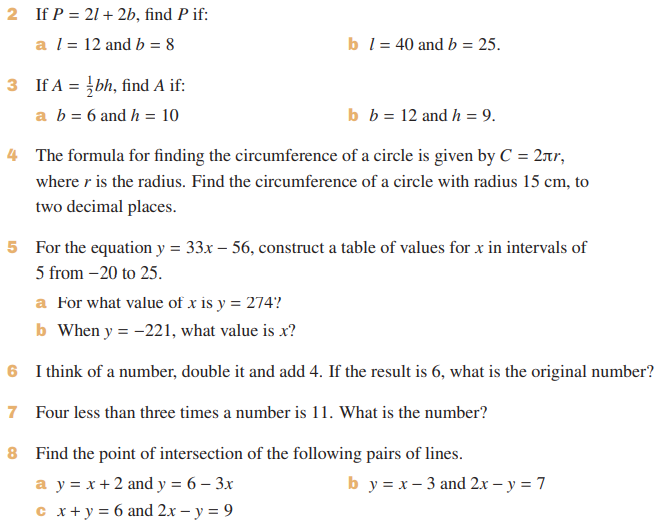 2 If P = 2l + 2b, find P if:
a l = 12 and b = 8 b l = 40 and b = 25.
3 If A = ½bh, find A if:
a b = 6 and h = 10 b b = 12 and h = 9.
4 The formula for finding the circumference of a circle is given by C = 2πr,
where r is the radius. Find the circumference of a circle with radius 15 cm, to
two decimal places.
5 For the equation y = 33x – 56, construct a table of values for x in intervals of
5 from −20 to 25.
a For what value of x is y = 274?
b When y = −221, what value is x?
6 I think of a number, double it and add 4. If the result is 6, what is the original number?
7 Four less than three times a number is 11. What is the number?
8 Find the point of intersection of the following pairs of lines.
a y = x + 2 and y = 6 – 3x b y = x – 3 and 2x – y = 7
c x + y = 6 and 2x – y = 9